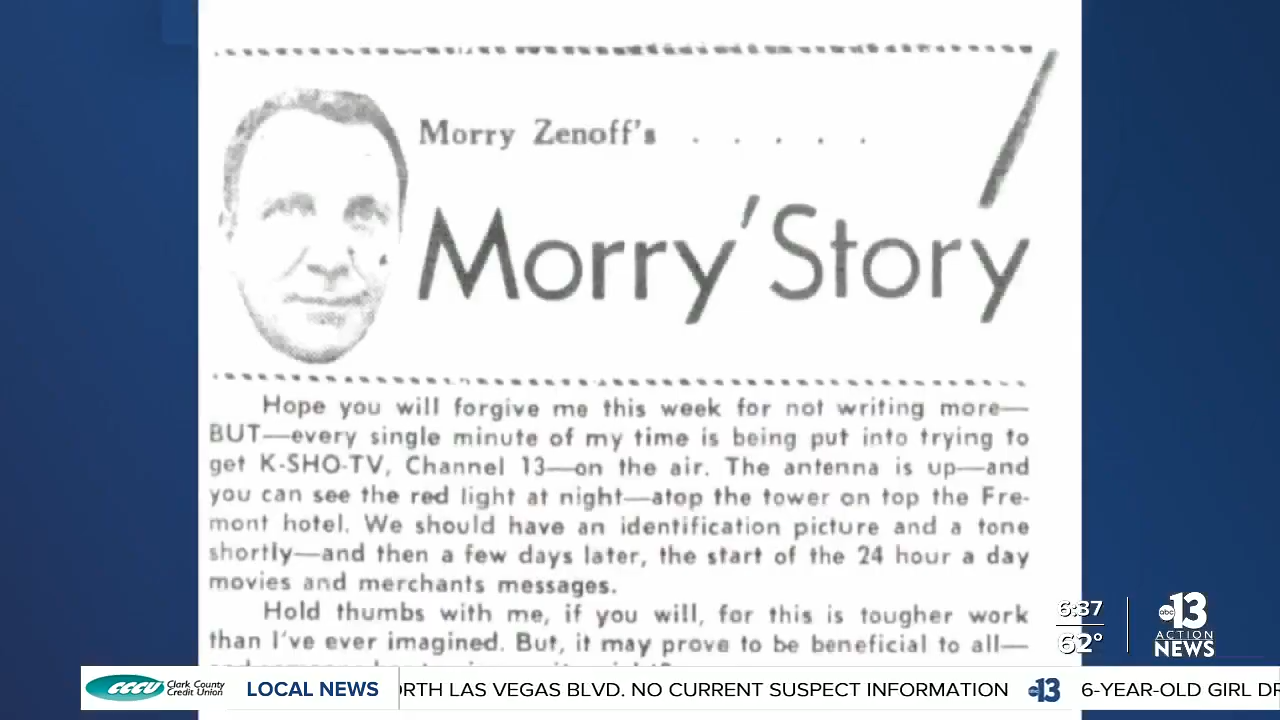 Morry Zenoff's . . . . .
Morry'Story
Hope you will forgive me this week for not writing more—
BUT—every single minute of my time is being put into trying to
get K-SHO-TV, Channel 13—on the air. The antenna is up—and
you can see the red light at night—atop the tower on top the Fre-
mont hotel. We should have an identification picture and a tone
shortly—and then a few days later, the start of the 24 hour a day
movies and merchants messages.
Hold thumbs with me, if you will, for this is tougher work
than I've ever imagined. But, it may prove to be beneficial to all—
6:37
62°
abc 13
ACTION
NEWS
CCCU Clark County
Credit Union
LOCAL NEWS
ORTH LAS VEGAS BLVD. NO CURRENT SUSPECT INFORMATION
abc 13
6-YEAR-OLD GIRL